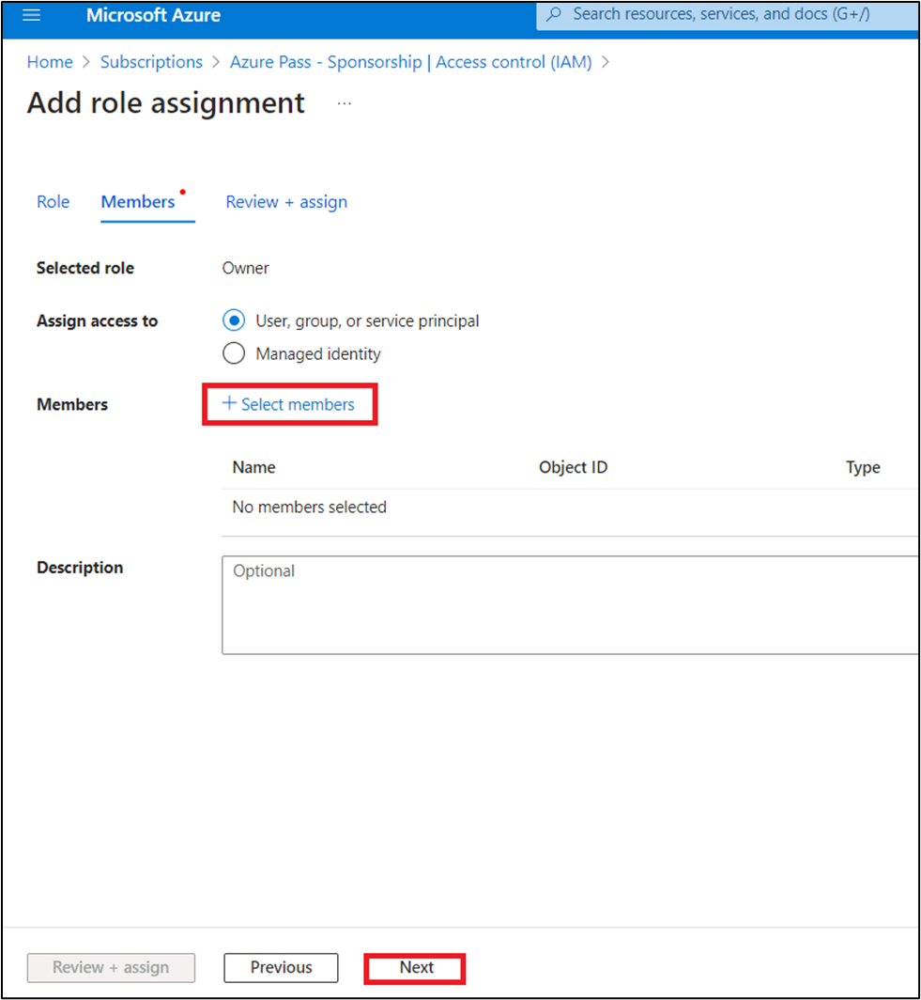 Microsoft Azure
Search resources, services, and docs (G+/)
Home > Subscriptions > Azure Pass - Sponsorship | Access control (IAM) >
Add role assignment ...
Role Members Review + assign
Selected role Owner
Assign access to User, group, or service principal
Managed identity
Members + Select members
Name Object ID Type
No members selected
Description Optional
Review + assign Previous Next